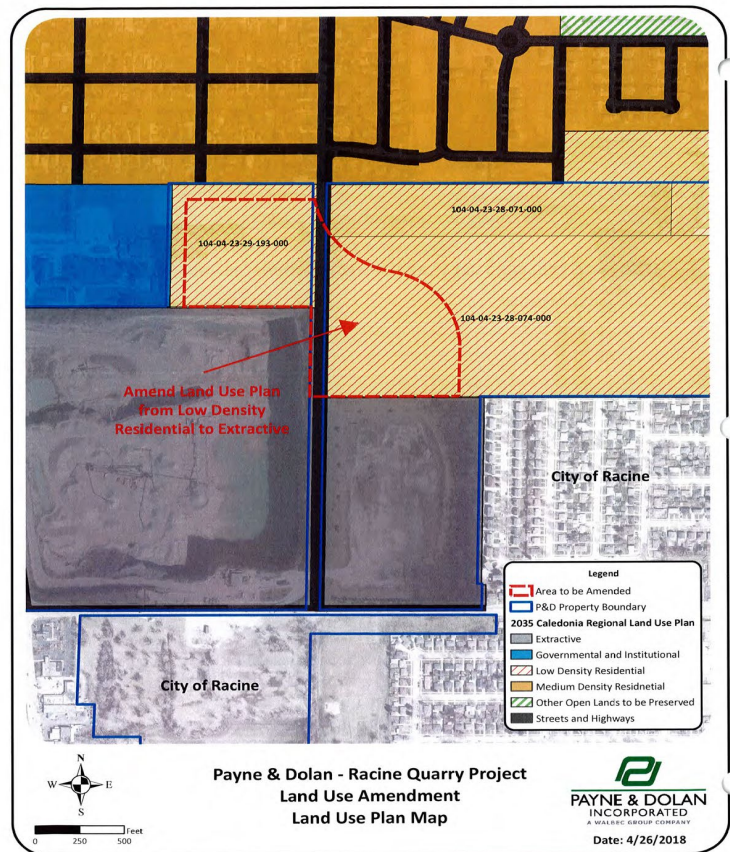 104-04-23-28-071-000
104-04-23-29-193-000
104-04-23-28-074-000
Amend Land Use Plan
from Low Density
Residential to Extractive
City of Racine
City of Racine
Legend
Area to be Amended
P&D Property Boundary
2035 Caledonia Regional Land Use Plan
Extractive
Governmental and Institutional
Low Density Residential
Medium Density Residnetial
Other Open Lands to be Preserved
Streets and Highways
N
W E
S
Feet
0 250 500
Payne & Dolan - Racine Quarry Project
Land Use Amendment
Land Use Plan Map
PAYNE & DOLAN
INCORPORATED
A WALBEC GROUP COMPANY
Date: 4/26/2018